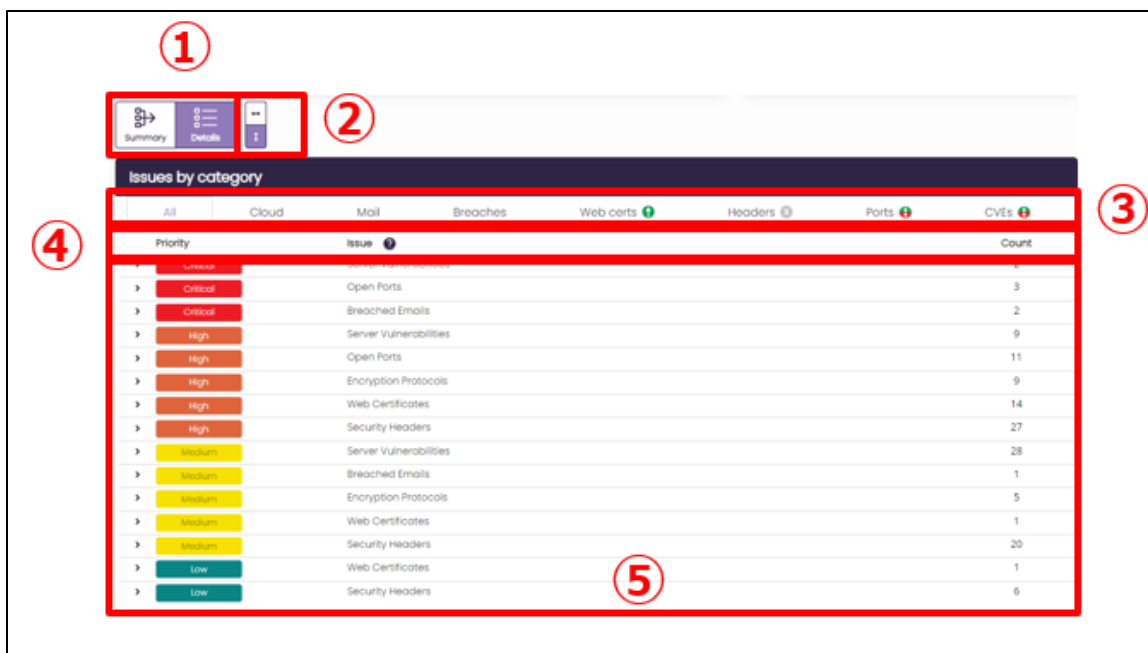 ①
②
Summary Details
Issues by category
③
All Cloud Mail Breaches Web certs Headers Ports CVEs
④
Priority Issue Count
Critical Server Vulnerabilities 2
Critical Open Ports 3
Critical Breached Emails 2
High Server Vulnerabilities 9
High Open Ports 11
High Encryption Protocols 9
High Web Certificates 14
High Security Headers 27
Medium Server Vulnerabilities 28
Medium Breached Emails 1
Medium Encryption Protocols 5
Medium Web Certificates 1
Medium Security Headers 20
Low Web Certificates 1
Low Security Headers 6
⑤